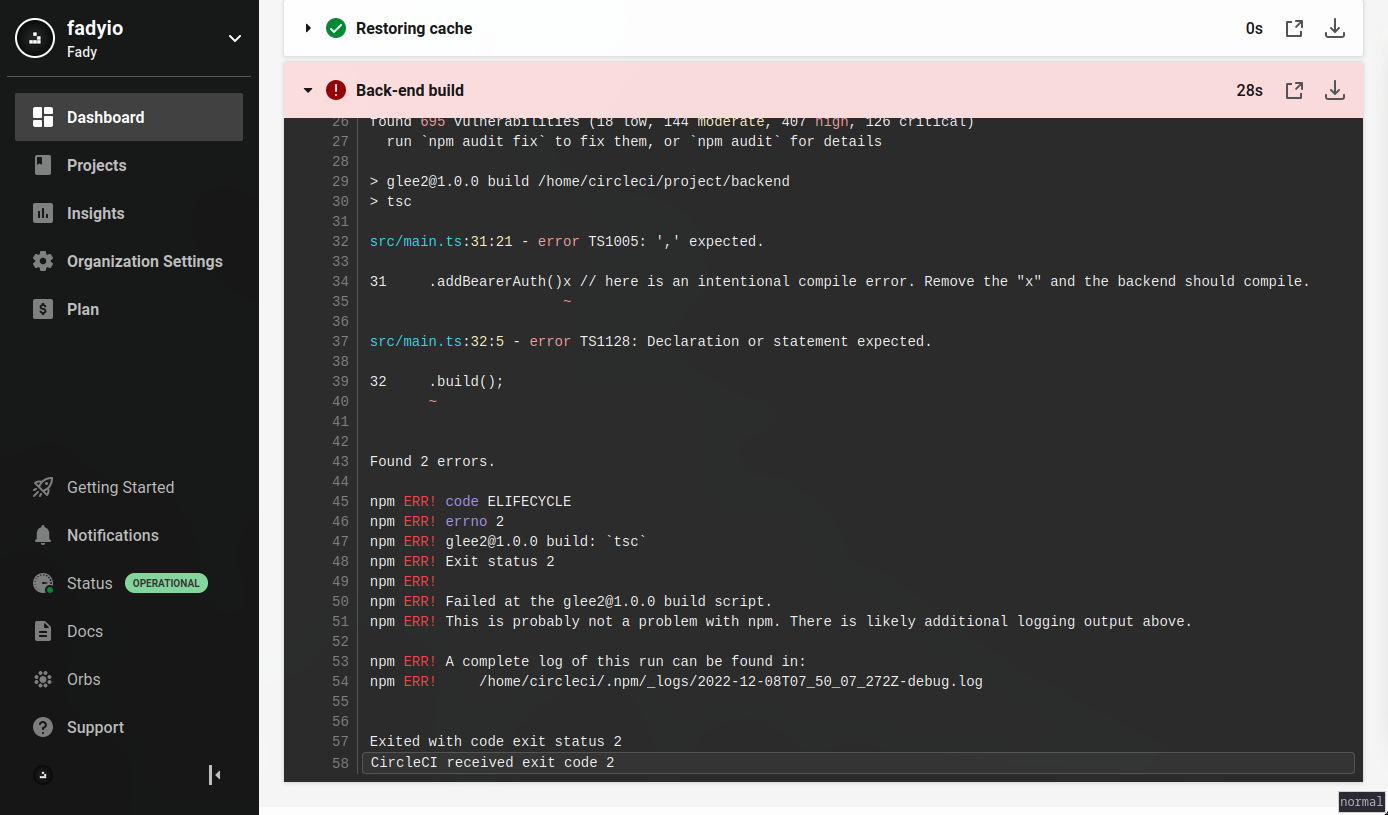 fadyio
Fady
Dashboard
Projects
Insights
Organization Settings
Plan
Getting Started
Notifications
Status OPERATIONAL
Docs
Orbs
Support
Restoring cache 0s
Back-end build 28s
26 found 695 vulnerabilities (18 low, 144 moderate, 407 high, 126 critical)
27 run `npm audit fix` to fix them, or `npm audit` for details
28
29 > glee2@1.0.0 build /home/circleci/project/backend
30 > tsc
31
32 src/main.ts:31:21 - error TS1005: ',' expected.
33
34 31     .addBearerAuth()x // here is an intentional compile error. Remove the "x" and the backend should compile.
35                        ~
36
37 src/main.ts:32:5 - error TS1128: Declaration or statement expected.
38
39 32     .build();
40        ~
41
42
43 Found 2 errors.
44
45 npm ERR! code ELIFECYCLE
46 npm ERR! errno 2
47 npm ERR! glee2@1.0.0 build: `tsc`
48 npm ERR! Exit status 2
49 npm ERR!
50 npm ERR! Failed at the glee2@1.0.0 build script.
51 npm ERR! This is probably not a problem with npm. There is likely additional logging output above.
52
53 npm ERR! A complete log of this run can be found in:
54 npm ERR!     /home/circleci/.npm/_logs/2022-12-08T07_50_07_272Z-debug.log
55
56
57 Exited with code exit status 2
58 CircleCI received exit code 2
normal